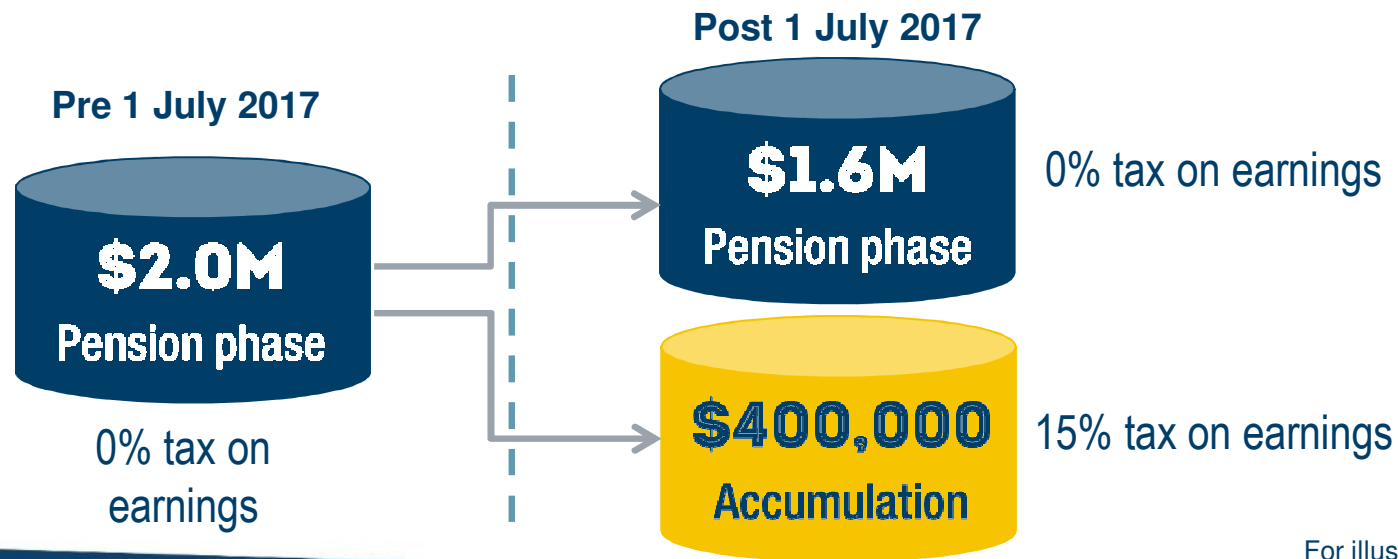 Pre 1 July 2017
$2.0M
Pension phase
0% tax on
earnings
Post 1 July 2017
$1.6M
Pension phase
0% tax on earnings
$400,000
Accumulation
15% tax on earnings
For